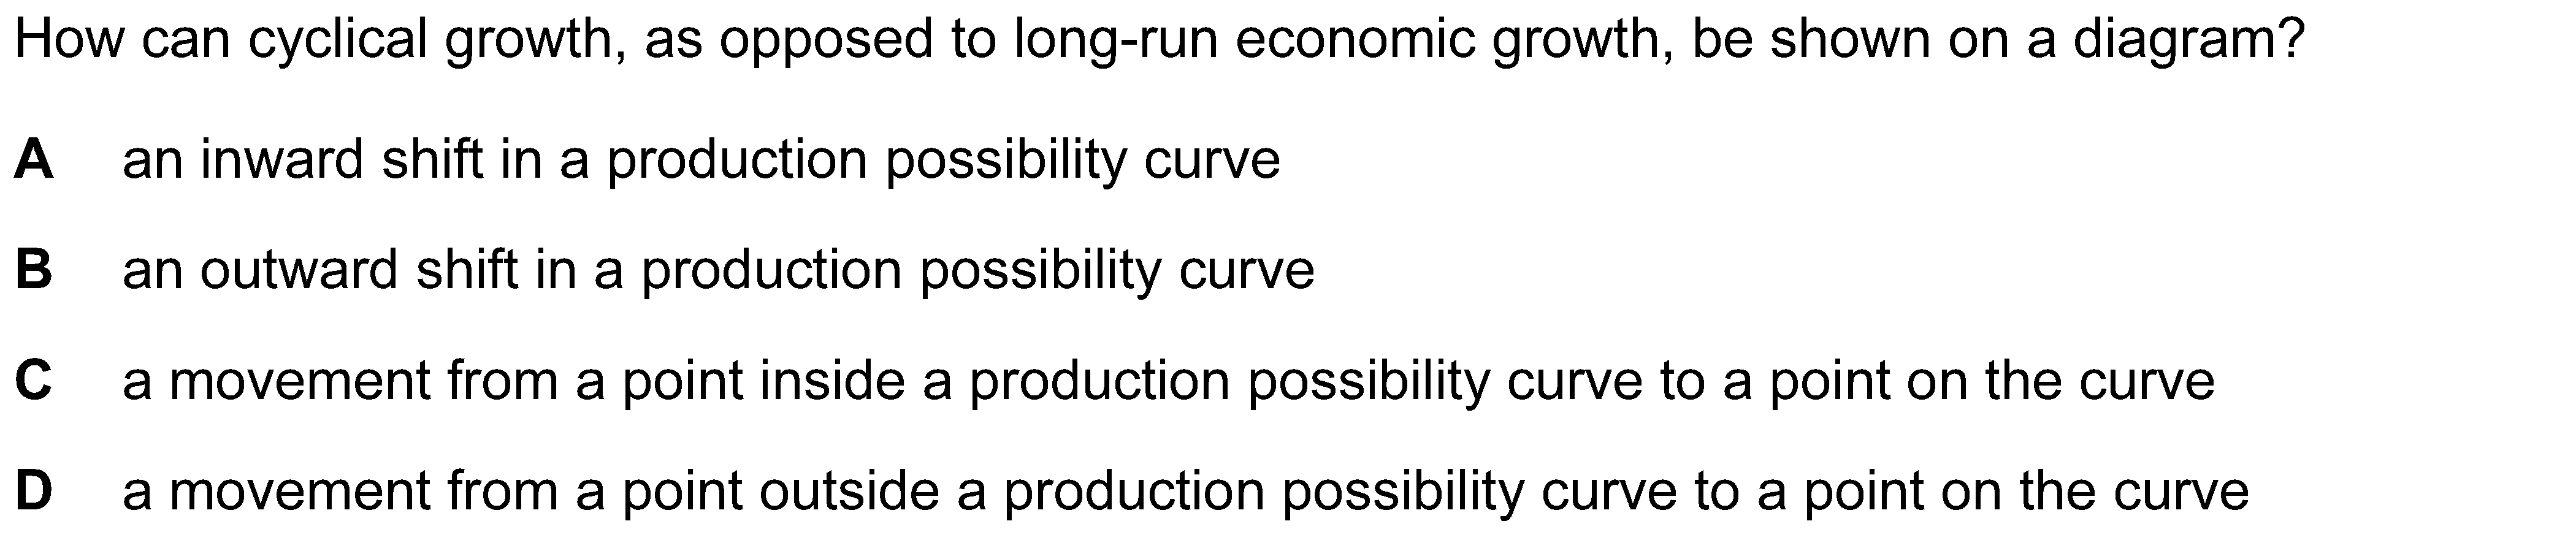 How can cyclical growth, as opposed to long-run economic growth, be shown on a diagram?
A an inward shift in a production possibility curve
B an outward shift in a production possibility curve
C a movement from a point inside a production possibility curve to a point on the curve
D a movement from a point outside a production possibility curve to a point on the curve